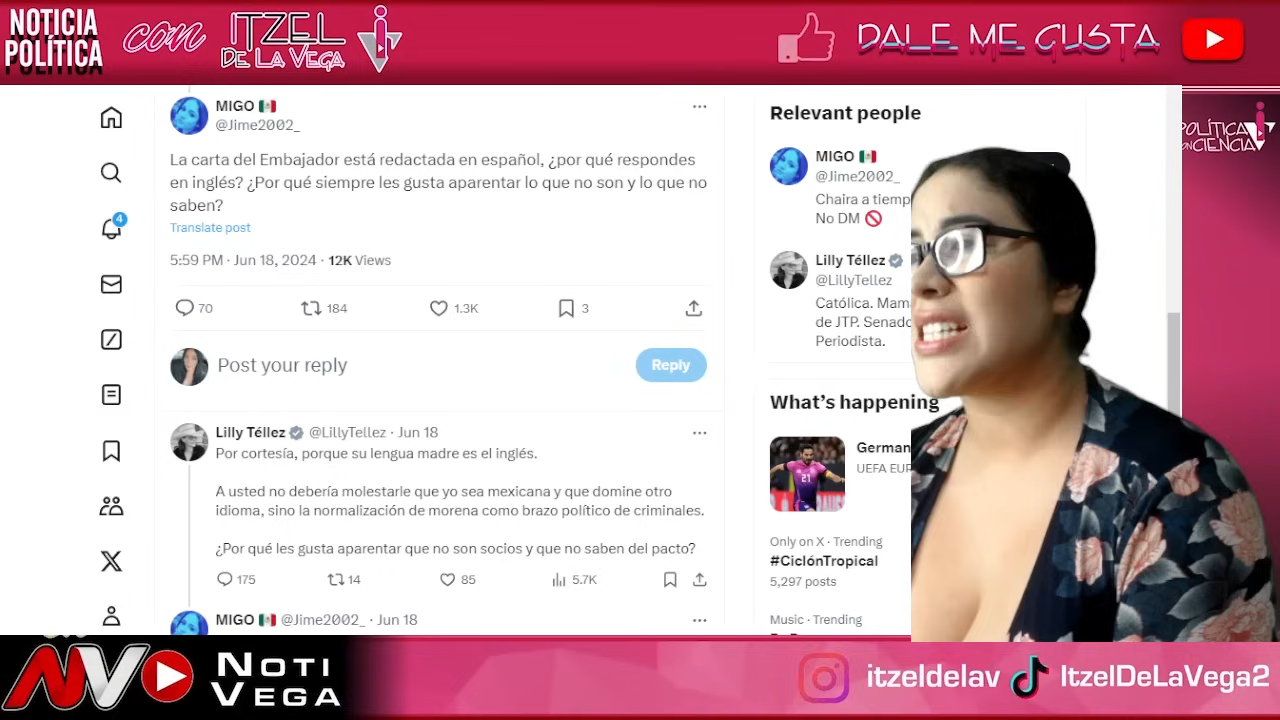 NOTICIA
POLÍTICA
con
ITZEL
DE LA VEGA
DALE ME GUSTA
MIGO 🇲🇽
@Jime2002_
La carta del Embajador está redactada en español, ¿por qué respondes
en inglés? ¿Por qué siempre les gusta aparentar lo que no son y lo que no
saben?
Translate post
5:59 PM · Jun 18, 2024 · 12K Views
70
184
1.3K
3
Post your reply
Reply
Lilly Téllez @LillyTellez · Jun 18
Por cortesía, porque su lengua madre es el inglés.
A usted no debería molestarle que yo sea mexicana y que domine otro
idioma, sino la normalización de morena como brazo político de criminales.
¿Por qué les gusta aparentar que no son socios y que no saben del pacto?
175
14
85
5.7K
MIGO 🇲🇽 @Jime2002_ · Jun 18
4
Relevant people
MIGO 🇲🇽
@Jime2002_
Chaira a tiemp
No DM 🚫
Lilly Téllez
@LillyTellez
Católica. Mam
de JTP. Senado
Periodista.
What's happening
German
UEFA EUR
21
Only on X · Trending
#CiclónTropical
5,297 posts
Music · Trending
POLÍTICA
CIENCIA
NV
NOTI
VEGA
itzeldelav
ItzelDeLaVega2